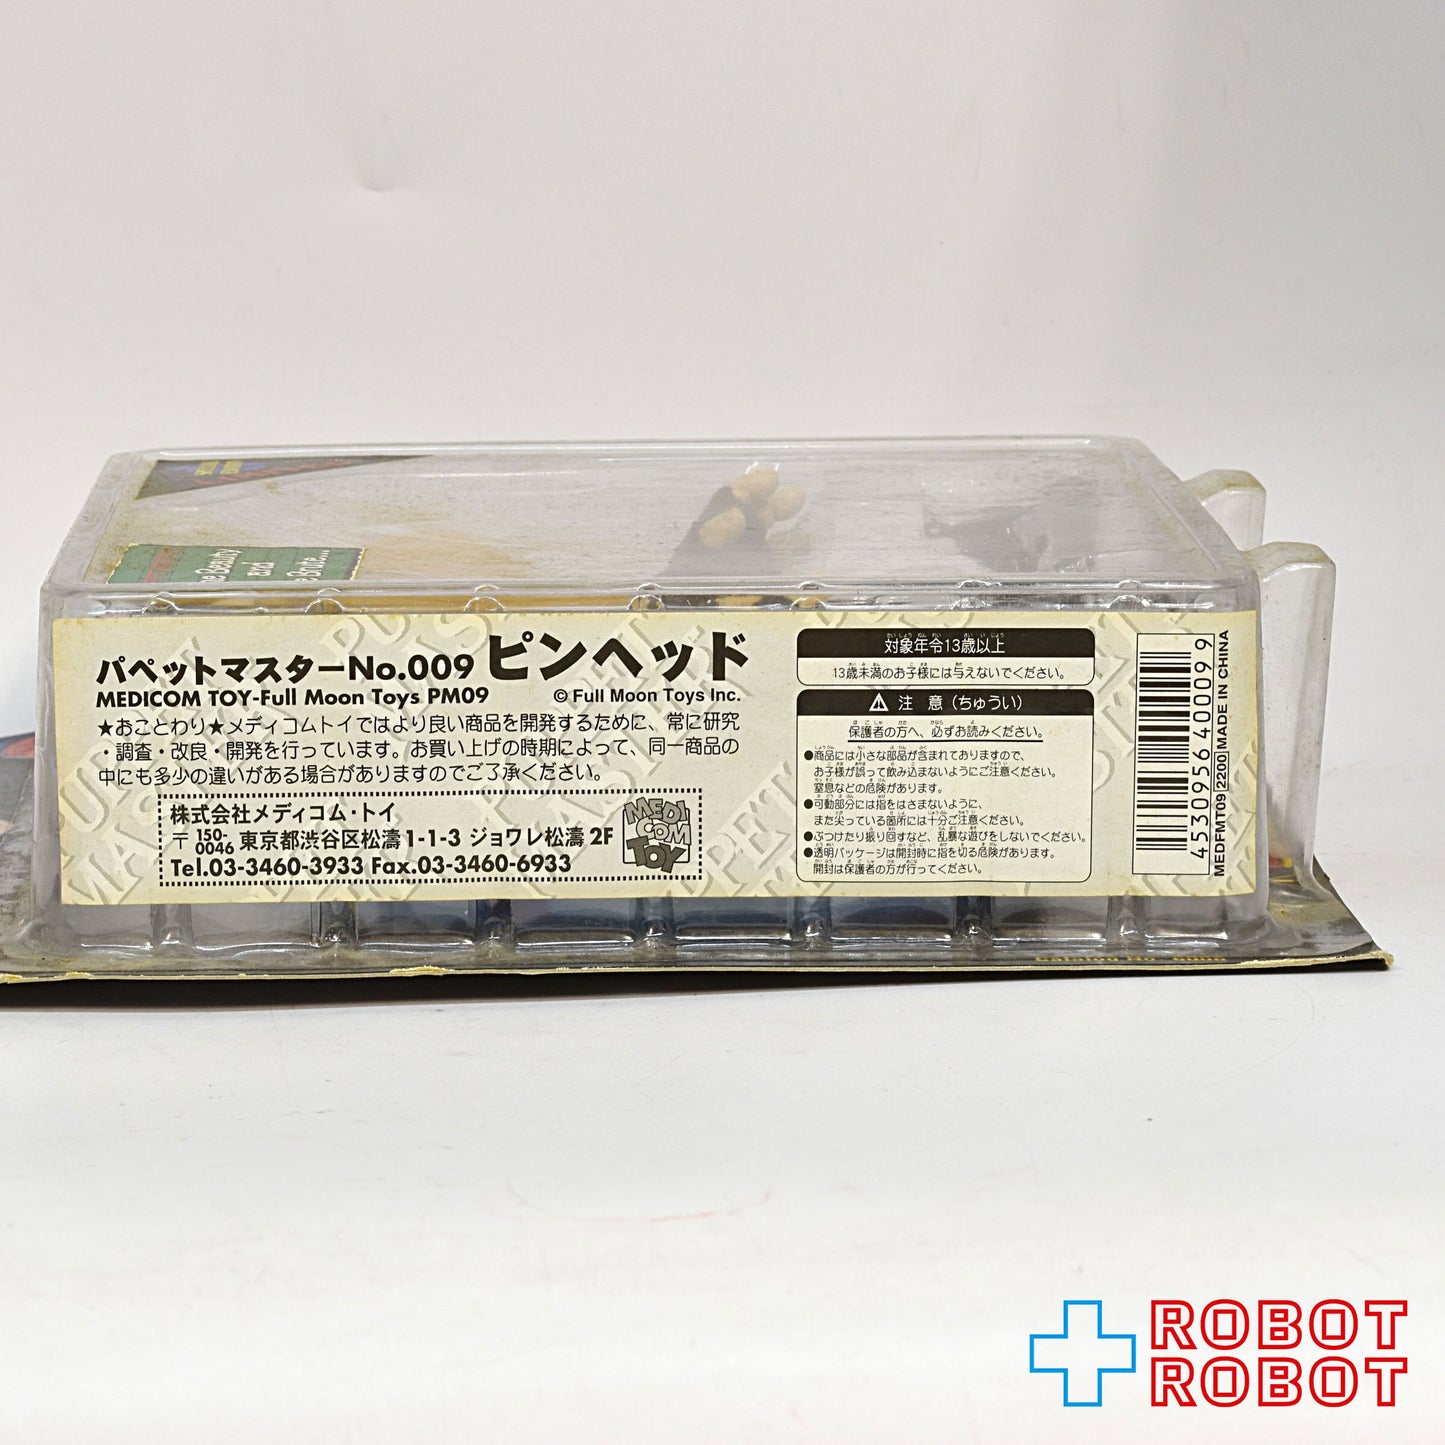 The Beauty
and
The Brute...
パペットマスターNo.009 ピンヘッド
MEDICOM TOY-Full Moon Toys PM09 © Full Moon Toys Inc.
★おことわり★メディコムトイではより良い商品を開発するために、常に研究
・調査・改良・開発を行っています。お買い上げの時期によって、同一商品の
中にも多少の違いがある場合がありますのでご了承ください。
株式会社メディコム・トイ
〒150-0046 東京都渋谷区松濤1-1-3 ジョワレ松濤2F
Tel.03-3460-3933 Fax.03-3460-6933
MEDI
COM
TOY
対象年令13歳以上
13歳未満のお子様には与えないでください。
⚠ 注 意（ちゅうい）
保護者の方へ、必ずお読みください。
●商品には小さな部品が含まれておりますので、
お子様が誤って飲み込まないようにご注意ください。
窒息などの危険があります。
●可動部分には指をはさまないように、
また尖っている箇所には十分ご注意ください。
●ぶつけたり振り回すなど、乱暴な遊びをしないでください。
●透明パッケージは開封時に指を切る危険があります。
開封は保護者の方が行ってください。
4530956400099
MEDFMT09 2200 MADE IN CHINA
PUPPET
MASTER
ROBOT
ROBOT